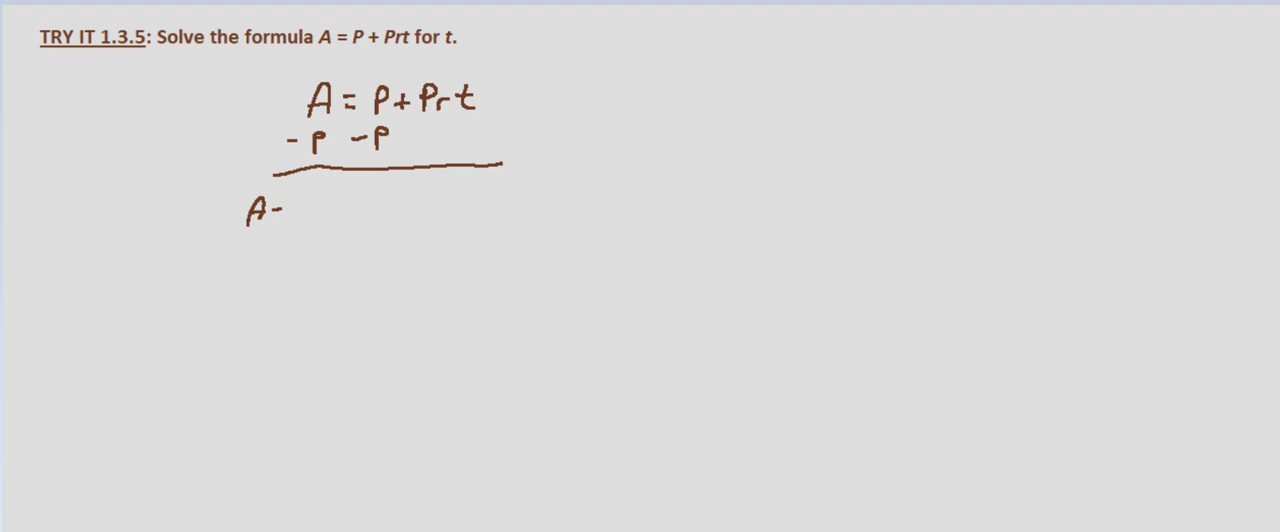 TRY IT 1.3.5: Solve the formula A = P + Prt for t.
A = P + Prt
- P - P
A -